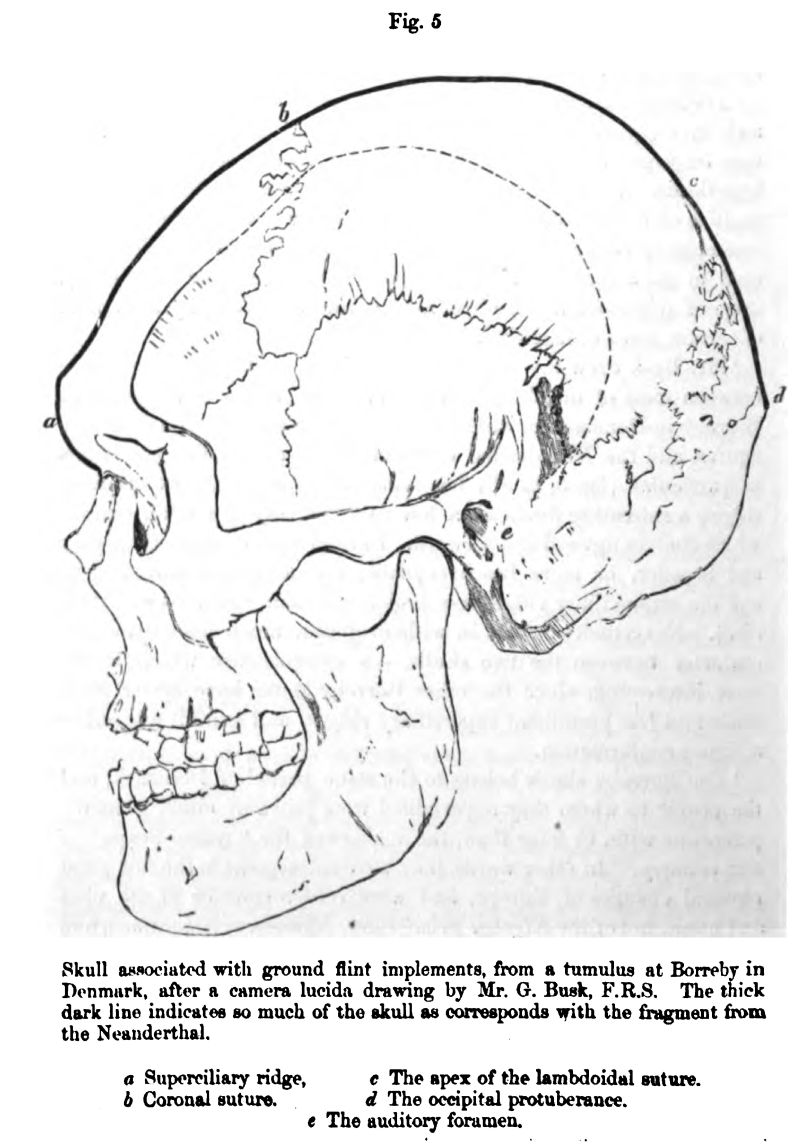 Fig. 5
b
c
a
d
Skull associated with ground flint implements, from a tumulus at Borreby in
Denmark, after a camera lucida drawing by Mr. G. Busk, F.R.S. The thick
dark line indicates so much of the skull as corresponds with the fragment from
the Neanderthal.
a Superciliary ridge, c The apex of the lambdoidal suture.
b Coronal suture. d The occipital protuberance.
e The auditory foramen.